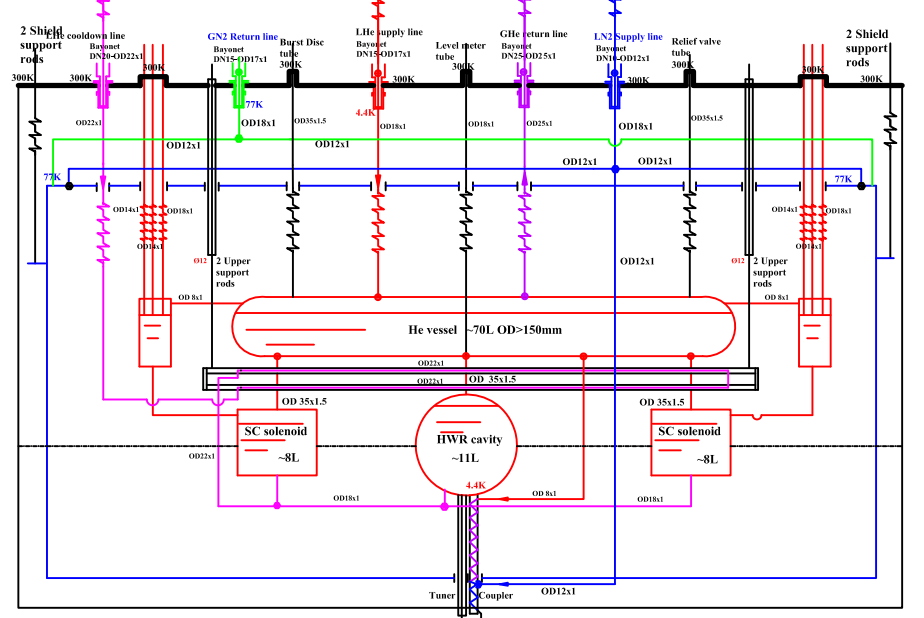 2 Shield
support
rods
LHe cooldown line
Bayonet
DN20-OD22x1
GN2 Return line
Bayonet
DN15-OD17x1
Burst Disc
tube
LHe supply line
Bayonet
DN15-OD17x1
Level meter
tube
GHe return line
Bayonet
DN25-OD25x1
LN2 Supply line
Bayonet
DN10-OD12x1
Relief valve
tube
2 Shield
support
rods
300K
300K
300K
300K
300K
300K
300K
300K
300K
300K
77K
4.4K
OD22x1
OD18x1
OD35x1.5
OD18x1
OD18x1
OD25x1
OD18x1
OD35x1.5
OD12x1
OD12x1
OD12x1
OD12x1
77K
77K
OD14x1
OD18x1
OD14x1
OD14x1
OD18x1
OD14x1
Ø12
2 Upper
support
rods
OD12x1
Ø12
2 Upper
support
rods
OD 8x1
OD 8x1
He vessel ~70L OD>150mm
OD22x1
OD22x1
OD 35x1.5
OD 35x1.5
OD 35x1.5
SC solenoid
~8L
HWR cavity
~11L
SC solenoid
~8L
OD22x1
4.4K
OD18x1
OD 8x1
OD18x1
Tuner
Coupler
OD12x1